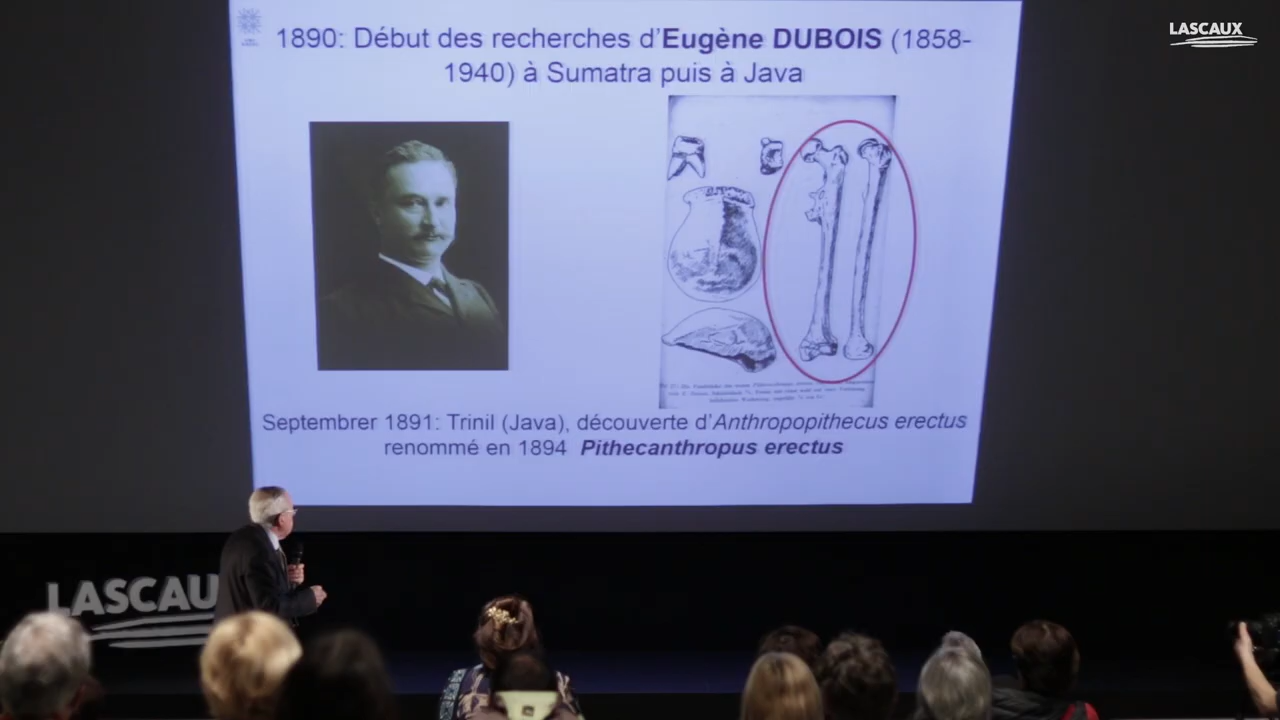 LASCAUX
1890: Début des recherches d'Eugène DUBOIS (1858-
1940) à Sumatra puis à Java
Septembrer 1891: Trinil (Java), découverte d'Anthropopithecus erectus
renommé en 1894 Pithecanthropus erectus
LASCAU